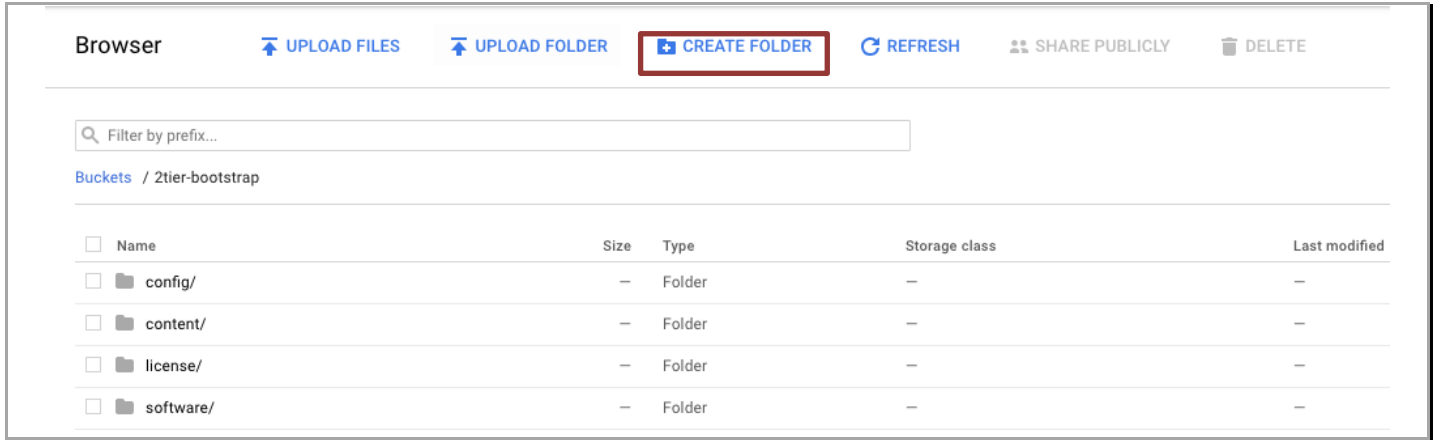 Browser UPLOAD FILES UPLOAD FOLDER CREATE FOLDER REFRESH SHARE PUBLICLY DELETE
Filter by prefix...
Buckets / 2tier-bootstrap
Name Size Type Storage class Last modified
config/ — Folder — —
content/ — Folder — —
license/ — Folder — —
software/ — Folder — —